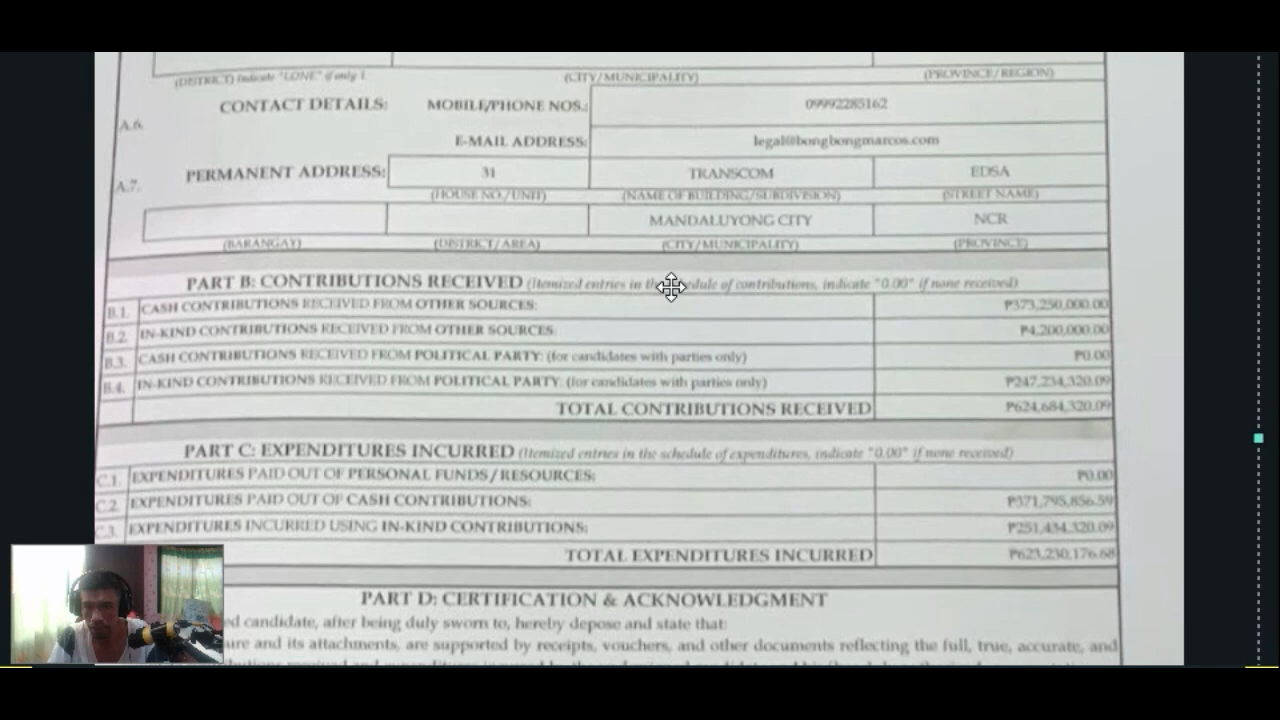 (DISTRICT) Indicate "LONE" if only 1 (CITY/MUNICIPALITY) (PROVINCE/REGION)
CONTACT DETAILS: MOBILE/PHONE NOS.: 09992285162
A.6.
E-MAIL ADDRESS: legal@bongbongmarcos.com
A.7. PERMANENT ADDRESS: 31 TRANSCOM EDSA
(HOUSE NO./UNIT) (NAME OF BUILDING/SUBDIVISION) (STREET NAME)
MANDALUYONG CITY NCR
(BARANGAY) (DISTRICT/AREA) (CITY/MUNICIPALITY) (PROVINCE)
PART B: CONTRIBUTIONS RECEIVED (Itemized entries in the schedule of contributions, indicate "0.00" if none received)
B.1. CASH CONTRIBUTIONS RECEIVED FROM OTHER SOURCES: ₱373,250,000.00
B.2. IN-KIND CONTRIBUTIONS RECEIVED FROM OTHER SOURCES: ₱4,200,000.00
B.3. CASH CONTRIBUTIONS RECEIVED FROM POLITICAL PARTY: (for candidates with parties only) ₱0.00
B.4. IN-KIND CONTRIBUTIONS RECEIVED FROM POLITICAL PARTY: (for candidates with parties only) ₱247,234,320.09
TOTAL CONTRIBUTIONS RECEIVED ₱624,684,320.09
PART C: EXPENDITURES INCURRED (Itemized entries in the schedule of expenditures, indicate "0.00" if none received)
C.1. EXPENDITURES PAID OUT OF PERSONAL FUNDS/RESOURCES: ₱0.00
C.2. EXPENDITURES PAID OUT OF CASH CONTRIBUTIONS: ₱371,795,856.59
C.3. EXPENDITURES INCURRED USING IN-KIND CONTRIBUTIONS: ₱251,434,320.09
TOTAL EXPENDITURES INCURRED ₱623,230,176.68
PART D: CERTIFICATION & ACKNOWLEDGMENT
ed candidate, after being duly sworn to, hereby depose and state that:
ure and its attachments, are supported by receipts, vouchers, and other documents reflecting the full, true, accurate, and